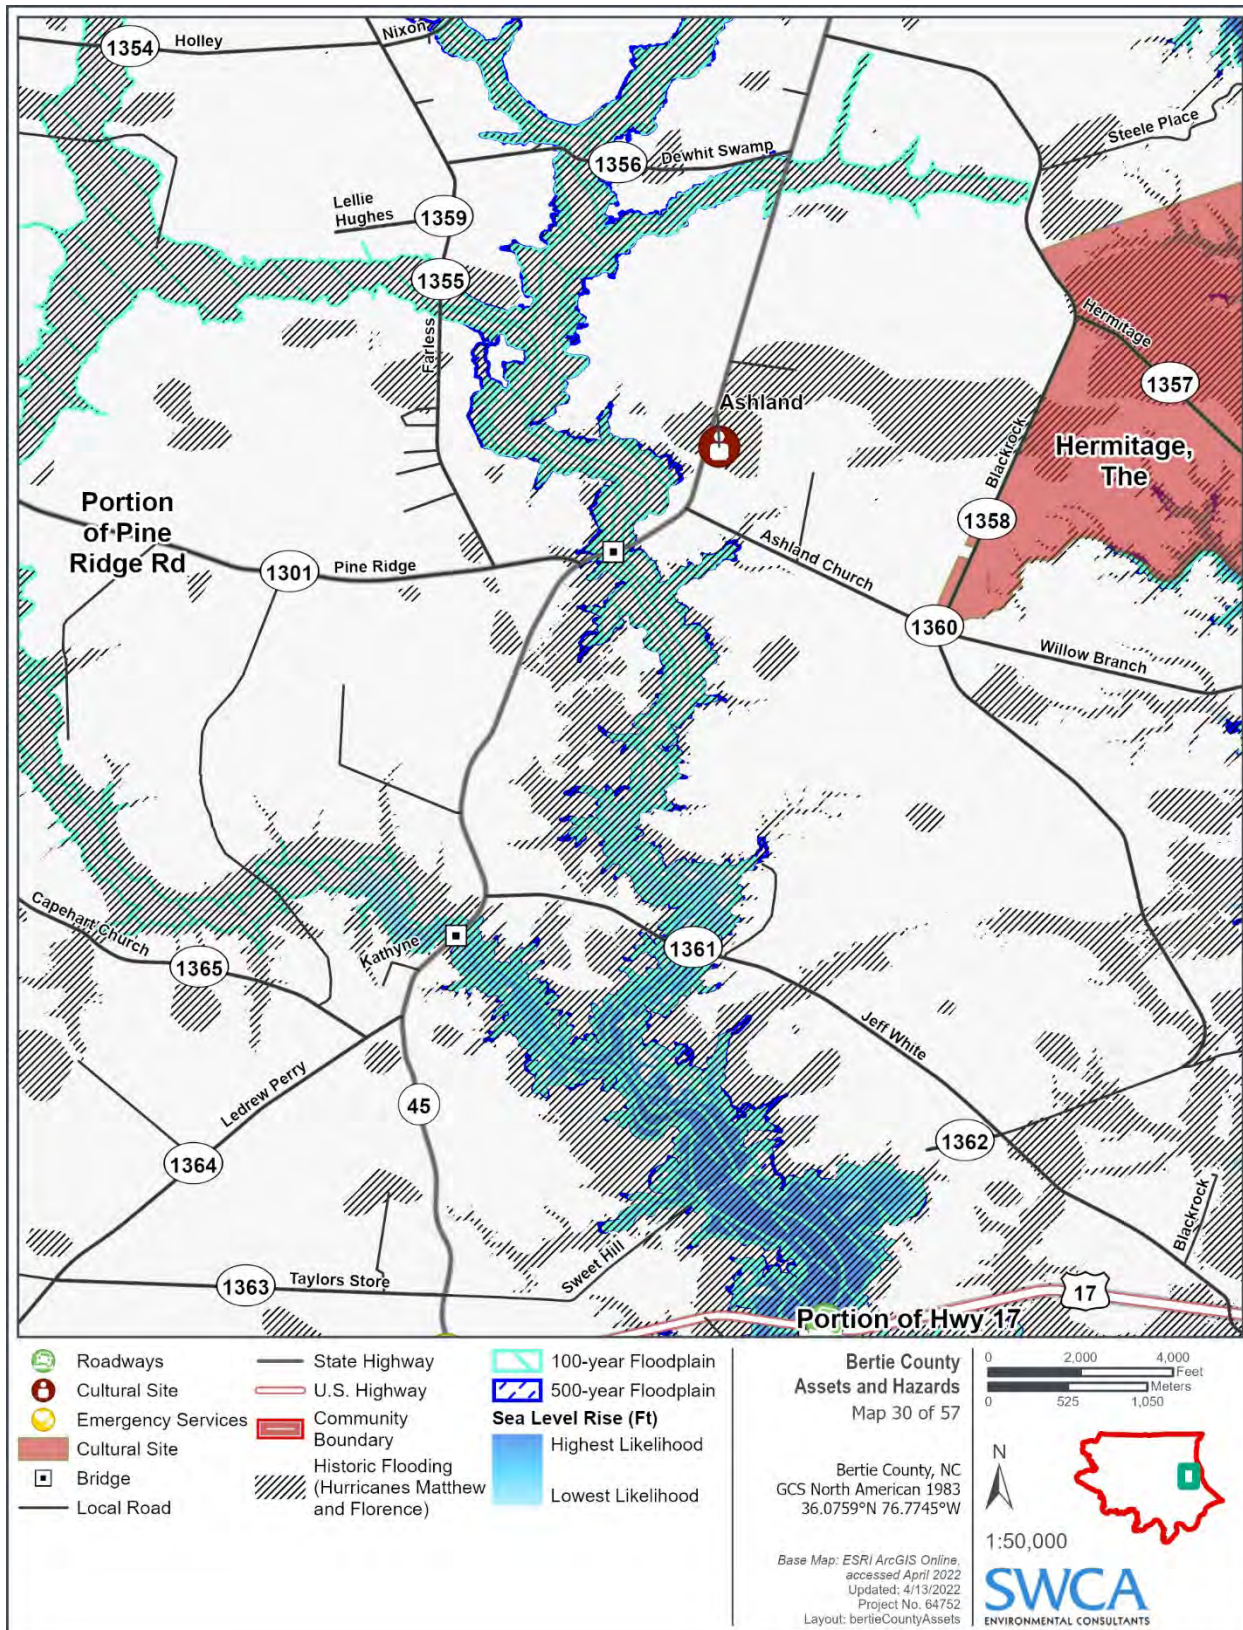 1354
Holley
Nixon
Steele Place
1356
Dewhit Swamp
Lellie
Hughes
1359
1355
Farless
Hermitage
1357
Ashland
Blackrock
Hermitage,
The
Portion
of Pine
Ridge Rd
1358
1301
Pine Ridge
Ashland Church
1360
Willow Branch
Capehart Church
1365
Kathyne
1361
Jeff White
Ledrew Perry
45
1362
1364
Blackrock
Sweet Hill
1363
Taylors Store
17
Portion of Hwy 17
Roadways
Cultural Site
Emergency Services
Cultural Site
Bridge
Local Road
State Highway
U.S. Highway
Community
Boundary
Historic Flooding
(Hurricanes Matthew
and Florence)
100-year Floodplain
500-year Floodplain
Sea Level Rise (Ft)
Highest Likelihood
Lowest Likelihood
Bertie County
Assets and Hazards
Map 30 of 57
Bertie County, NC
GCS North American 1983
36.0759°N 76.7745°W
Base Map: ESRI ArcGIS Online,
accessed April 2022
Updated: 4/13/2022
Project No. 64752
Layout: bertieCountyAssets
0 2,000 4,000
Feet
Meters
0 525 1,050
N
1:50,000
SWCA
ENVIRONMENTAL CONSULTANTS